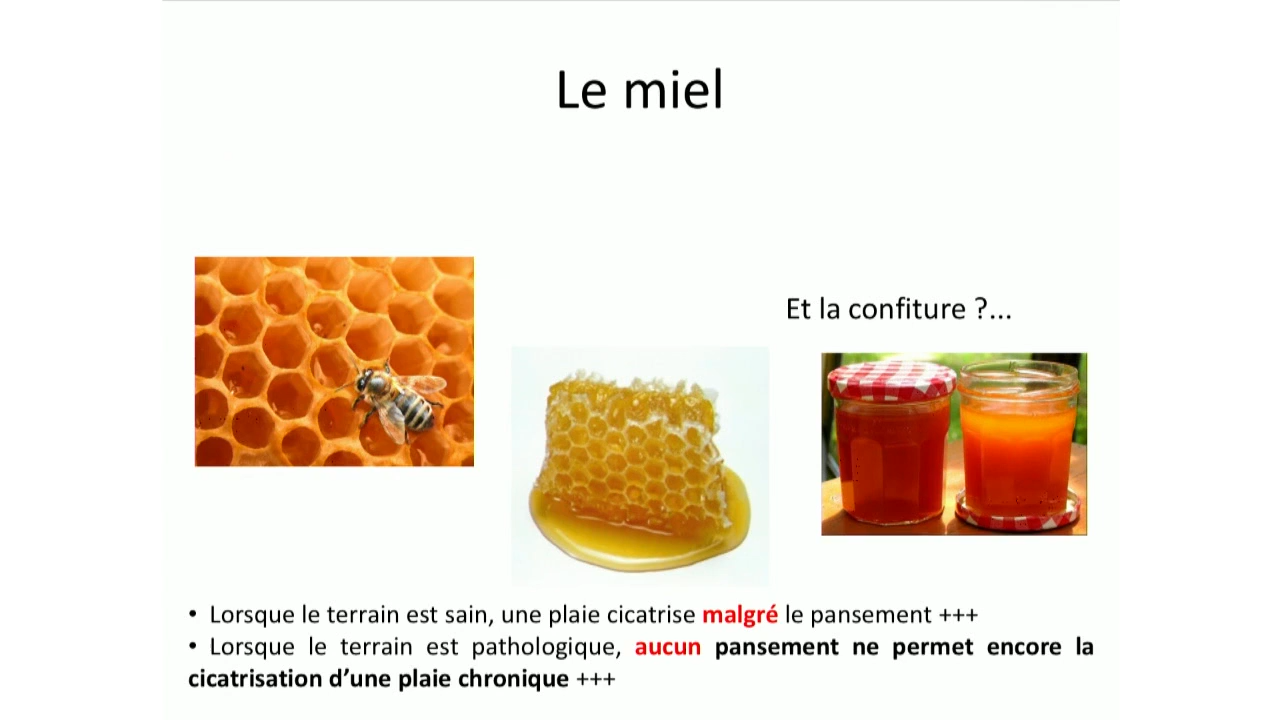 Le miel
Et la confiture ?...
• Lorsque le terrain est sain, une plaie cicatrise malgré le pansement +++
• Lorsque le terrain est pathologique, aucun pansement ne permet encore la
cicatrisation d’une plaie chronique +++